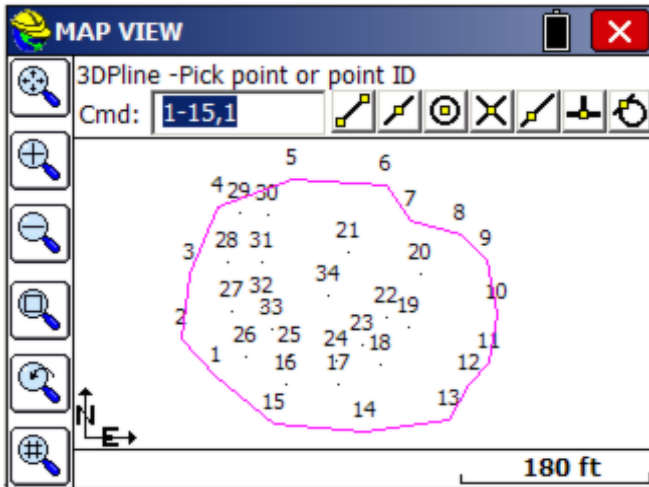 MAP VIEW
3DPline -Pick point or point ID
Cmd: 1-15,1
5 6
4 29 30 7
8
21 9
28 31 20
3
34
27 32 22 10
33 19
2 23
26 25 24 18 11
1 16 17 12
15 14 13
N
E
180 ft